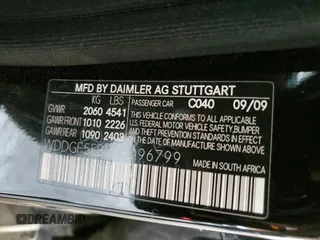 MFD. BY DAIMLER AG STUTTGART
KG LBS PASSENGER CAR C040 09/09
GVWR 2060 4541 THIS VEHICLE CONFORMS TO ALL APPLICABLE
GAWR FRONT 1010 2226 U.S. FEDERAL MOTOR VEHICLE SAFETY, BUMPER,
GAWR REAR 1090 2403 AND THEFT PREVENTION STANDARDS IN EFFECT
ON THE DATE OF MANUFACTURE SHOWN ABOVE.
MADE IN SOUTH AFRICA
DREAMBID